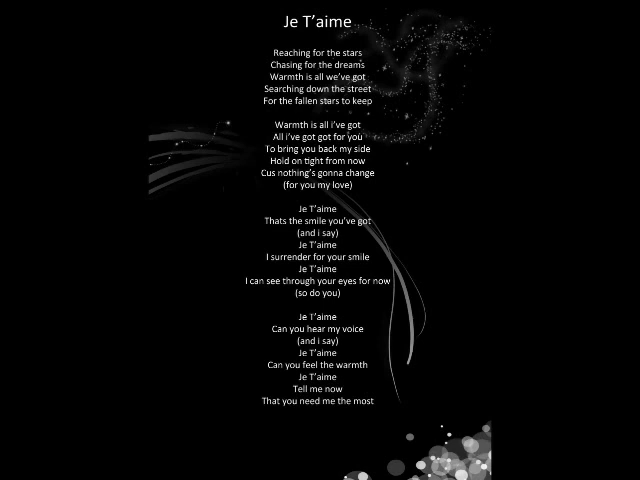 Je T'aime
Reaching for the stars
Chasing for the dreams
Warmth is all we've got
Searching down the street
For the fallen stars to keep
Warmth is all i've got
All i've got got for you
To bring you back my side
Hold on tight from now
Cus nothing's gonna change
(for you my love)
Je T'aime
Thats the smile you've got
(and i say)
Je T'aime
I surrender for your smile
Je T'aime
I can see through your eyes for now
(so do you)
Je T'aime
Can you hear my voice
(and i say)
Je T'aime
Can you feel the warmth
Je T'aime
Tell me now
That you need me the most